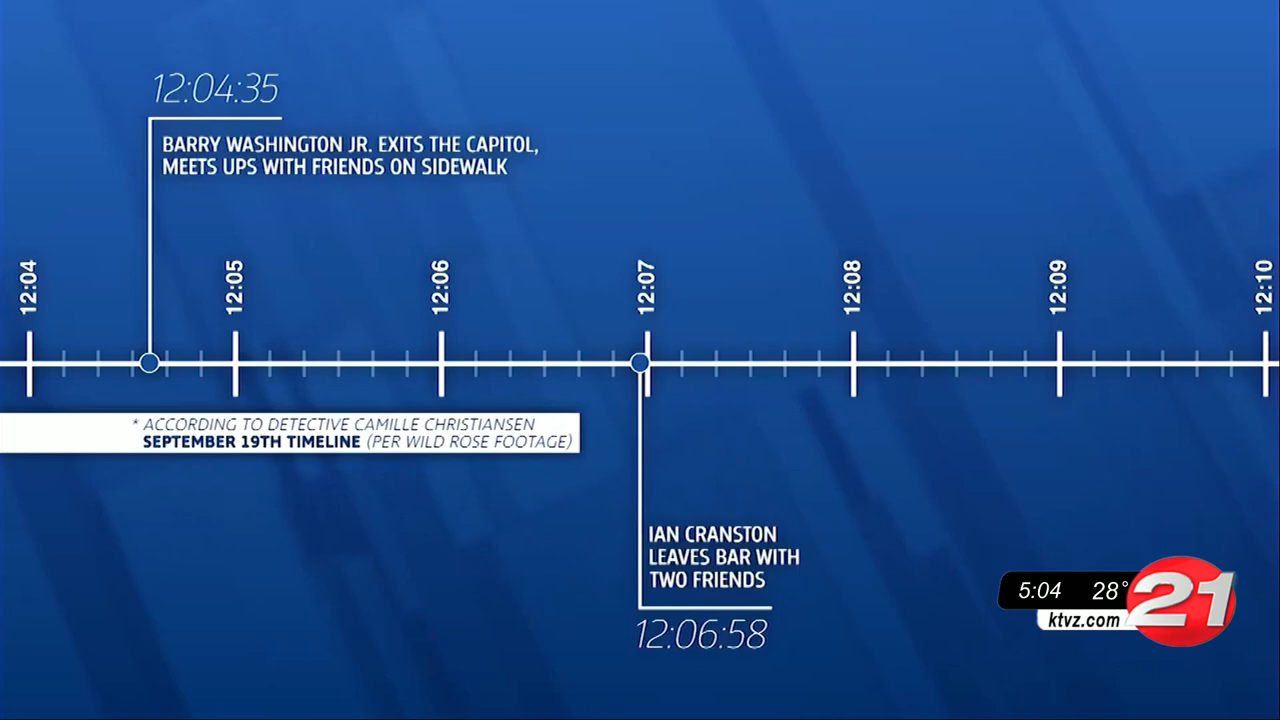 12:04:35
BARRY WASHINGTON JR. EXITS THE CAPITOL,
MEETS UPS WITH FRIENDS ON SIDEWALK
12:04
12:05
12:06
12:07
12:08
12:09
12:10
* ACCORDING TO DETECTIVE CAMILLE CHRISTIANSEN
SEPTEMBER 19TH TIMELINE (PER WILD ROSE FOOTAGE)
IAN CRANSTON
LEAVES BAR WITH
TWO FRIENDS
12:06:58
5:04 28°
21
ktvz.com